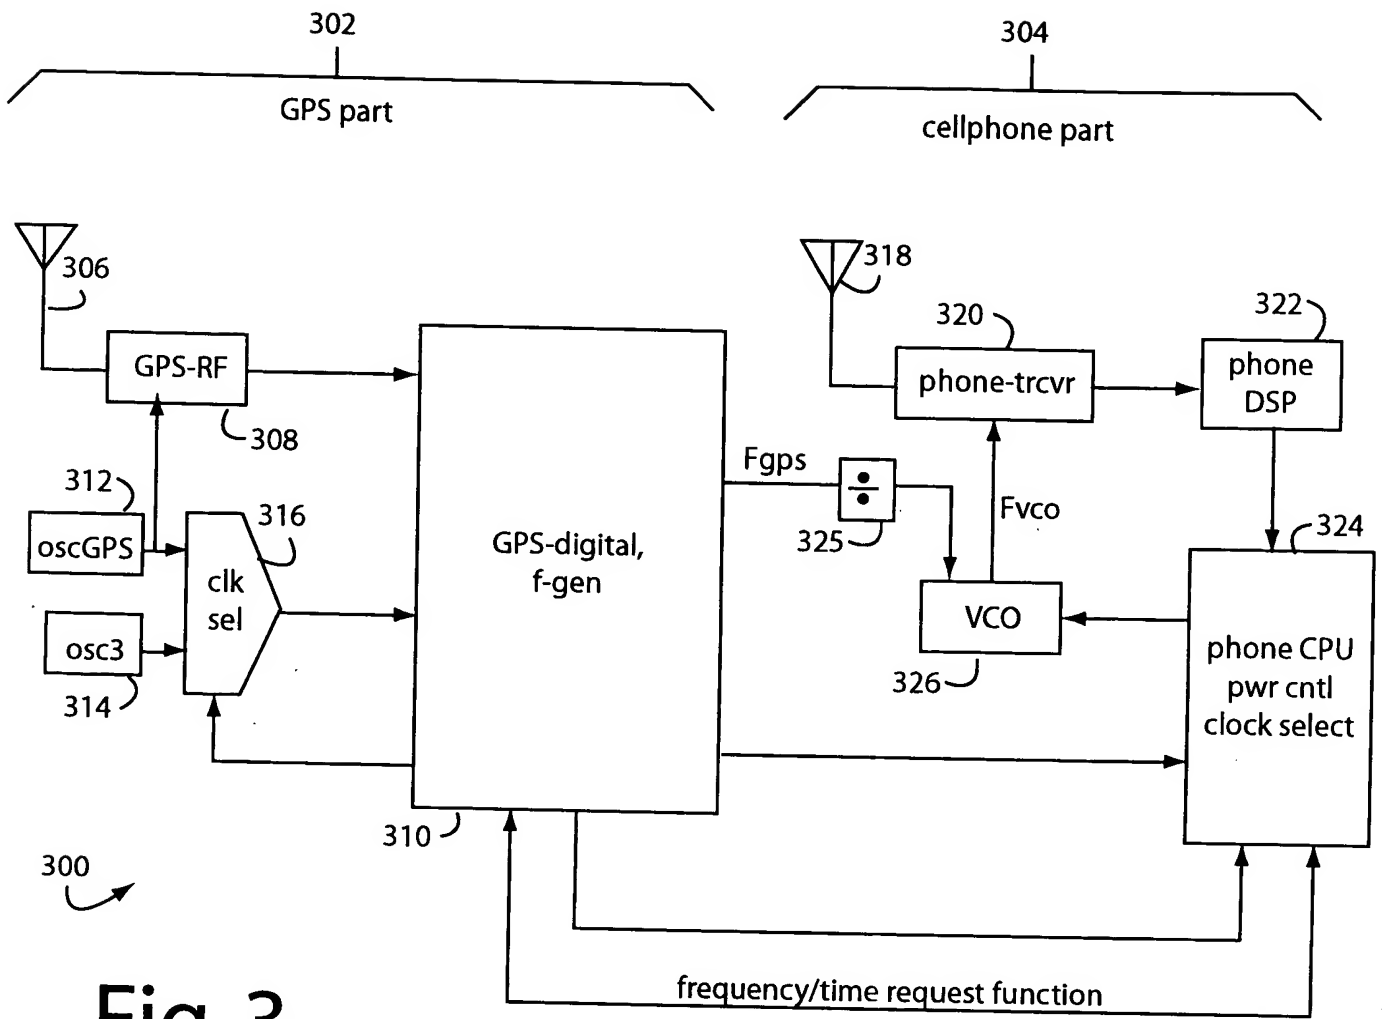 302
304
GPS part
cellphone part
306
318
320
322
GPS-RF
phone-trcvr
phone
DSP
308
Fgps
÷
312
316
Fvco
325
324
oscGPS
GPS-digital,
f-gen
clk
sel
VCO
osc3
phone CPU
pwr cntl
clock select
314
326
310
300
frequency/time request function
Fig. 3